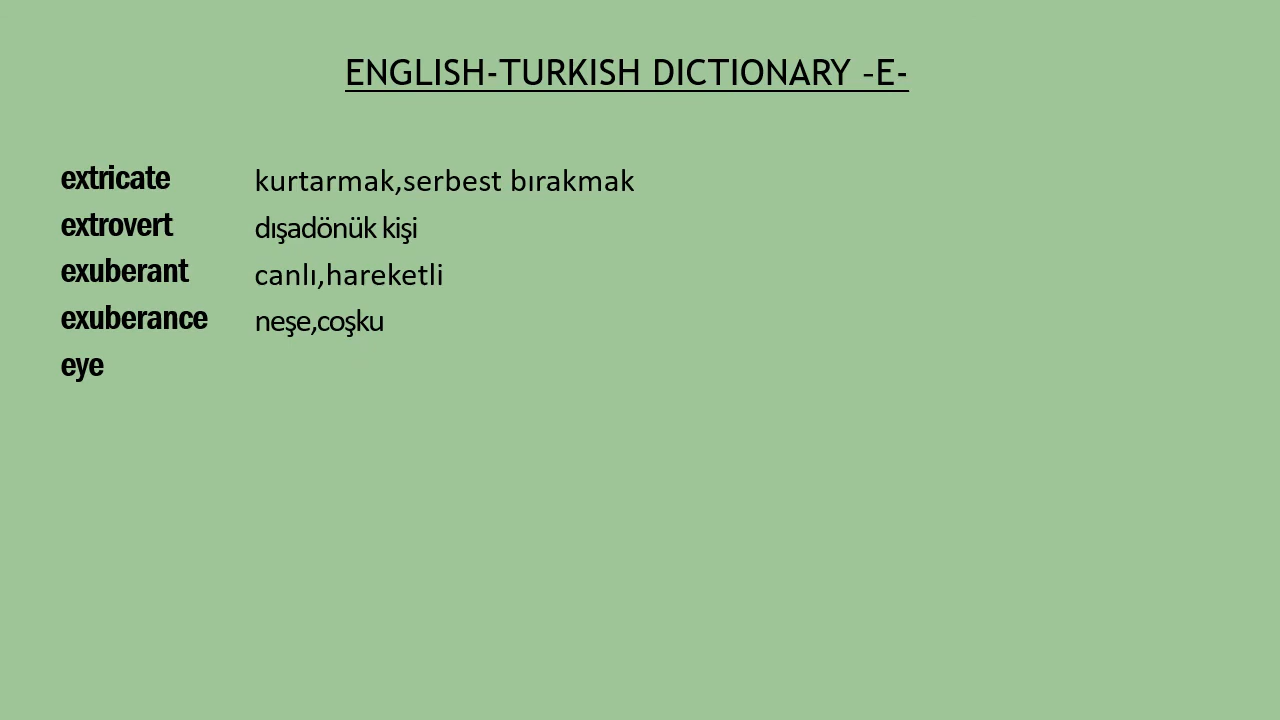 ENGLISH-TURKISH DICTIONARY –E-
extricate kurtarmak,serbest bırakmak
extrovert dışadönük kişi
exuberant canlı,hareketli
exuberance neşe,coşku
eye